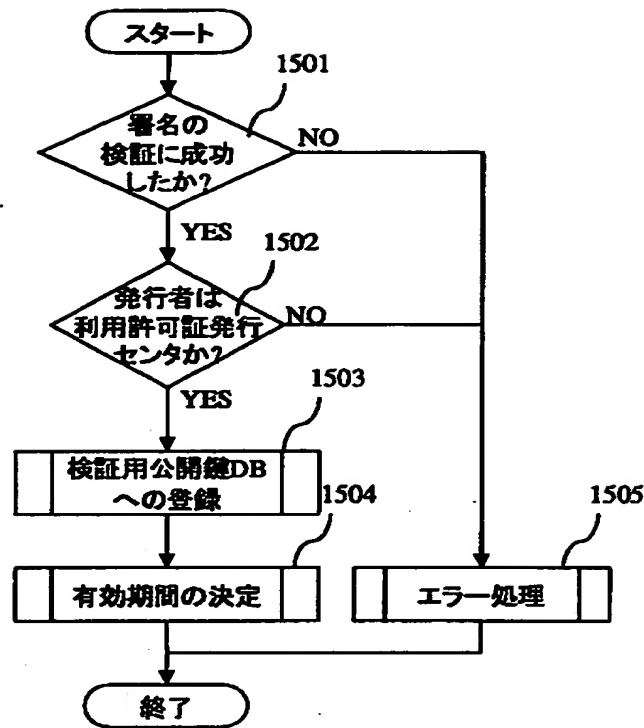 スタート
1501
署名の
検証に成功
したか?
NO
YES
1502
発行者は
利用許可証発行
センタか?
NO
YES
1503
検証用公開鍵DB
への登録
1504
有効期間の決定
1505
エラー処理
終了